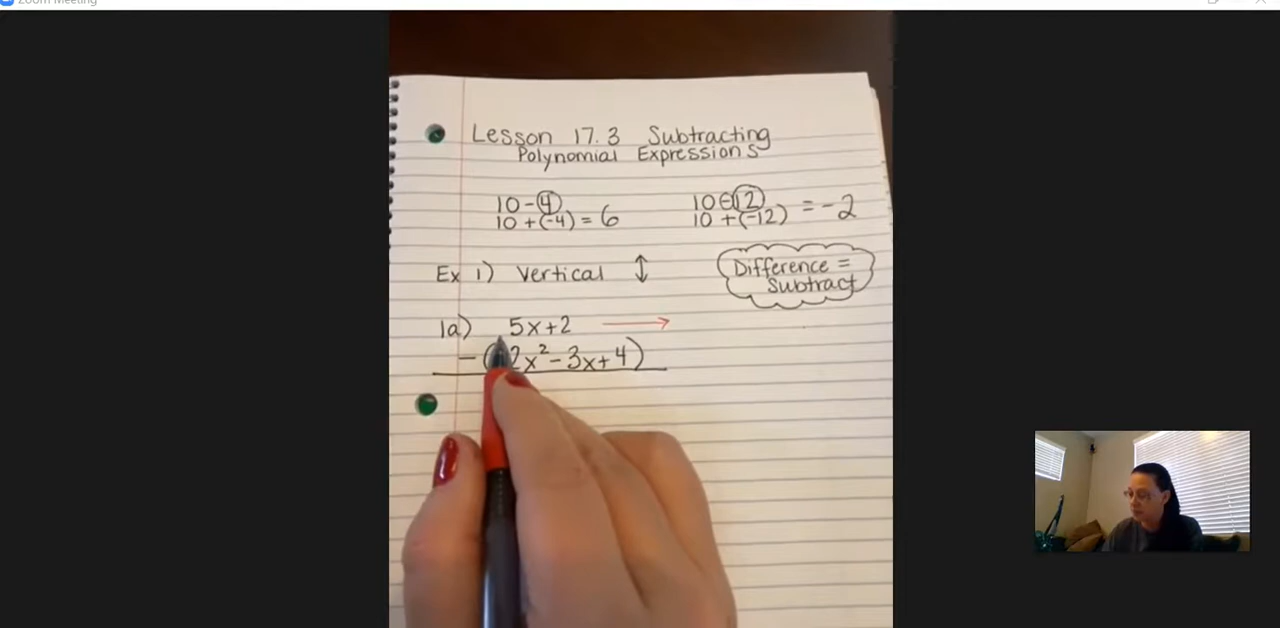 Zoom Meeting
Lesson 17.3 Subtracting
Polynomial Expressions
10-4
10+(-4) = 6
10-12
10+(-12) = -2
Ex 1) Vertical ↕
Difference =
Subtract
1a) 5x+2 →
-( 2x²-3x+4)